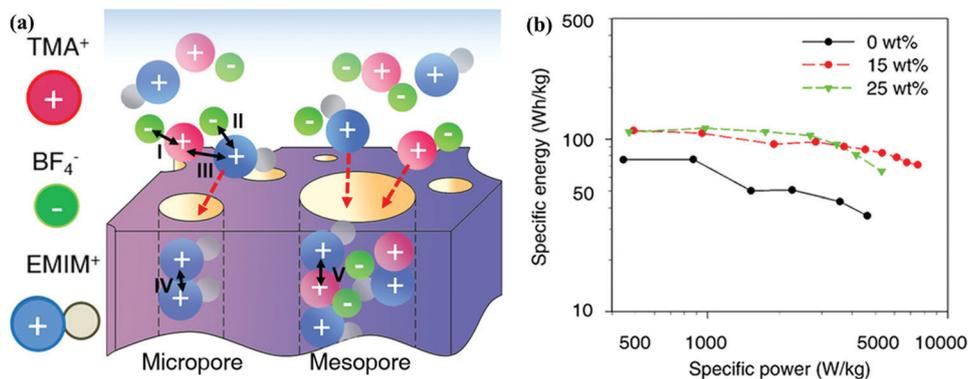 (a)
TMA+
+
BF4-
-
EMIM+
+
+
-
+
-
+
+
-
-
-
II
+
I
III
+
-
+
+
-
+
IV
+
+
V
-
+
+
+
-
+
Micropore
Mesopore
(b)
Specific energy (Wh/kg)
500
100
50
10
0 wt%
15 wt%
25 wt%
500 1000 5000 10000
Specific power (W/kg)